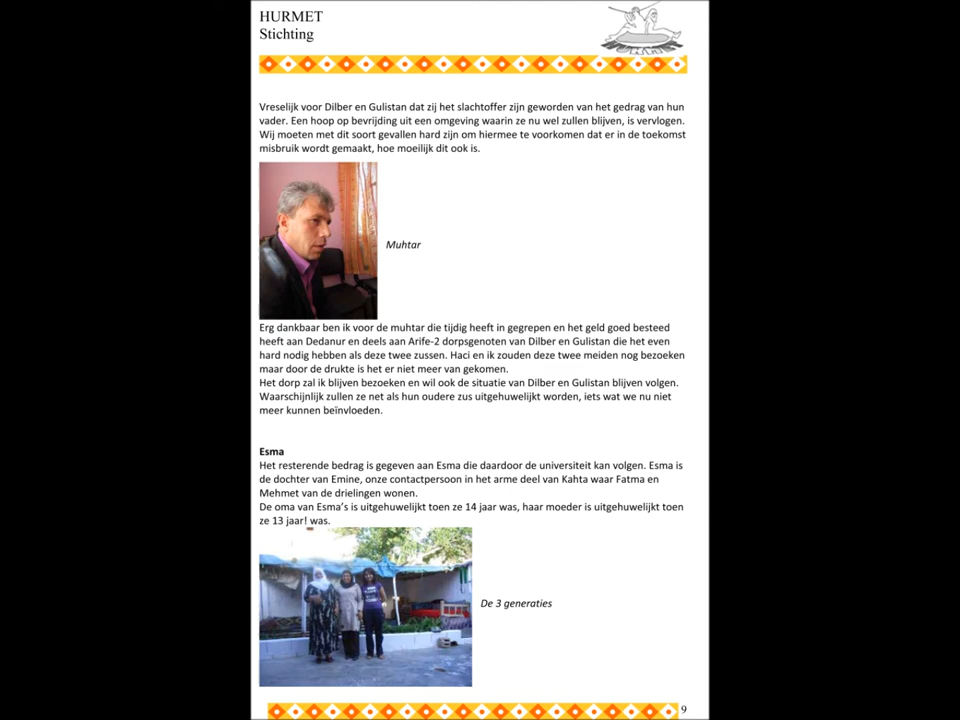 HURMET
Stichting
Vreselijk voor Dilber en Gulistan dat zij het slachtoffer zijn geworden van het gedrag van hun
vader. Een hoop op bevrijding uit een omgeving waarin ze nu wel zullen blijven, is vervlogen.
Wij moeten met dit soort gevallen hard zijn om hiermee te voorkomen dat er in de toekomst
misbruik wordt gemaakt, hoe moeilijk dit ook is.
Muhtar
Erg dankbaar ben ik voor de muhtar die tijdig heeft in gegrepen en het geld goed besteed
heeft aan Dedanur en deels aan Arife-2 dorpsgenoten van Dilber en Gulistan die het even
hard nodig hebben als deze twee zussen. Haci en ik zouden deze twee meiden nog bezoeken
maar door de drukte is het er niet meer van gekomen.
Het dorp zal ik blijven bezoeken en wil ook de situatie van Dilber en Gulistan blijven volgen.
Waarschijnlijk zullen ze net als hun oudere zus uitgehuwelijkt worden, iets wat we nu niet
meer kunnen beïnvloeden.
Esma
Het resterende bedrag is gegeven aan Esma die daardoor de universiteit kan volgen. Esma is
de dochter van Emine, onze contactpersoon in het arme deel van Kahta waar Fatma en
Mehmet van de drielingen wonen.
De oma van Esma's is uitgehuwelijkt toen ze 14 jaar was, haar moeder is uitgehuwelijkt toen
ze 13 jaar! was.
De 3 generaties
9